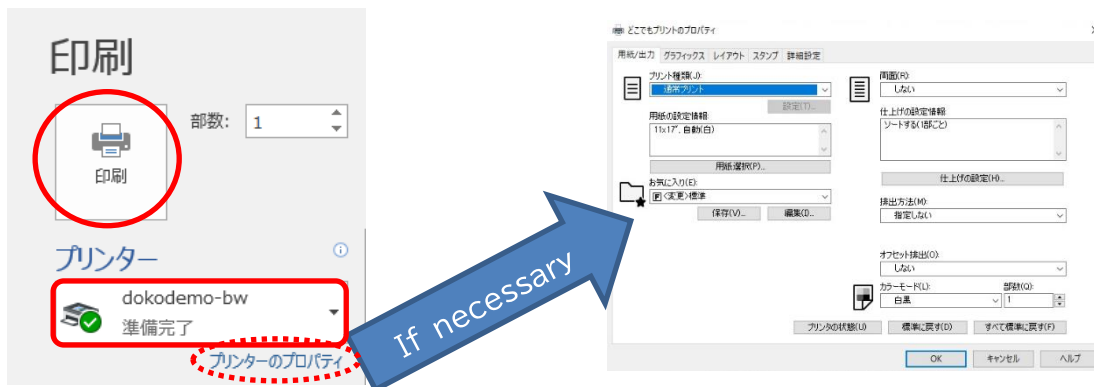 印刷
部数: 1
印刷
プリンター
dokodemo-bw
準備完了
プリンターのプロパティ
If necessary
どこでもプリントのプロパティ
用紙/出力 グラフィックス レイアウト スタンプ 詳細設定
プリント種類(J):
通常プリント
設定(T)...
用紙の設定情報:
11x17", 自動(白)
用紙選択(P)...
お気に入り(E):
<変更>標準
保存(V)... 編集(I)...
両面(R):
しない
仕上げの設定情報:
ソートする(1部ごと)
仕上げの設定(H)...
排出方法(M):
指定しない
オフセット排出(O):
しない
カラーモード(L): 部数(Q):
白黒 1
プリンタの状態(U) 標準に戻す(D) すべて標準に戻す(F)
OK キャンセル ヘルプ